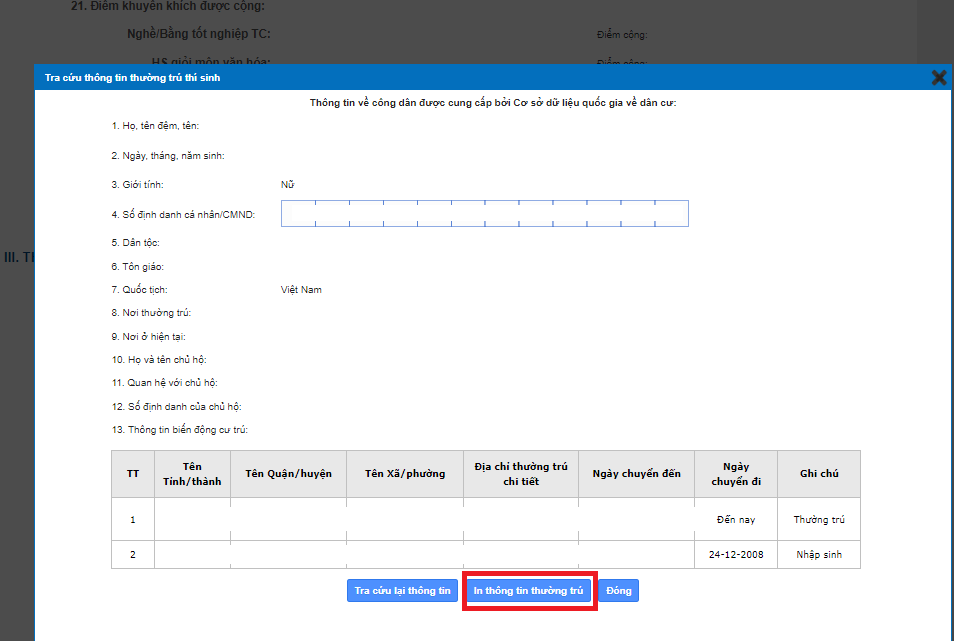 21. Điểm khuyến khích được cộng:
Nghề/Bằng tốt nghiệp TC:
Điểm cộng:
HS giỏi môn văn hóa:
Điểm cộng:
Tra cứu thông tin thường trú thí sinh
Thông tin về công dân được cung cấp bởi Cơ sở dữ liệu quốc gia về dân cư:
1. Họ, tên đệm, tên:
2. Ngày, tháng, năm sinh:
3. Giới tính: Nữ
4. Số định danh cá nhân/CMND:
5. Dân tộc:
III. T
6. Tôn giáo:
7. Quốc tịch: Việt Nam
8. Nơi thường trú:
9. Nơi ở hiện tại:
10. Họ và tên chủ hộ:
11. Quan hệ với chủ hộ:
12. Số định danh của chủ hộ:
13. Thông tin biến động cư trú:
TT
Tên
Tỉnh/thành
Tên Quận/huyện
Tên Xã/phường
Địa chỉ thường trú
chi tiết
Ngày chuyển đến
Ngày
chuyển đi
Ghi chú
1 Đến nay Thường trú
2 24-12-2008 Nhập sinh
Tra cứu lại thông tin
In thông tin thường trú
Đóng